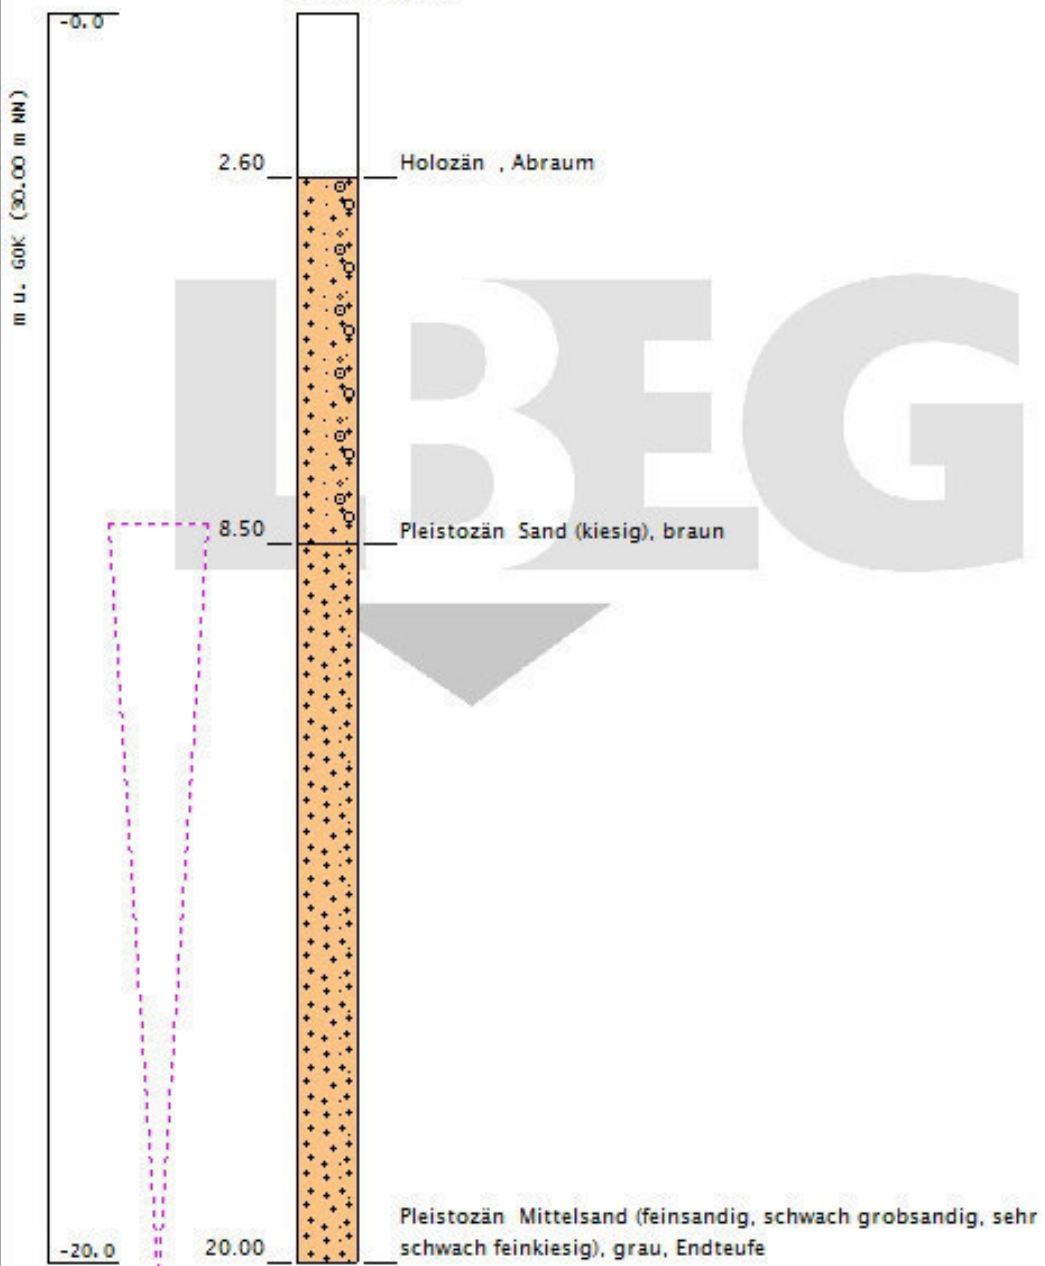 -0.0
m u. GOK (30.00 m NN)
2.60
Holozän , Abraum
LBEG
8.50
Pleistozän Sand (kiesig), braun
Pleistozän Mittelsand (feinsandig, schwach grobsandig, sehr
schwach feinkiesig), grau, Endteufe
20.00
-20.0